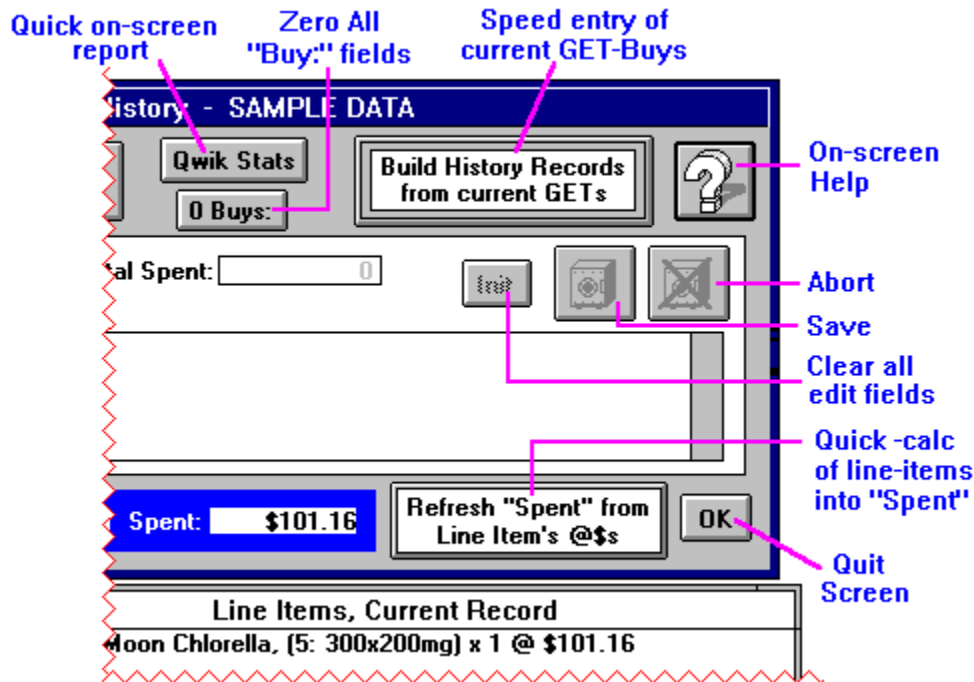 Quick on-screen
report
Zero All
"Buy:" fields
Speed entry of
current GET-Buys
istory - SAMPLE DATA
Qwik Stats
0 Buys:
Build History Records
from current GETs
On-screen
Help
tal Spent: 0
Init
Abort
Save
Clear all
edit fields
Quick -calc
of line-items
into "Spent"
Spent: $101.16
Refresh "Spent" from
Line Item's @$s
OK
Quit
Screen
Line Items, Current Record
Moon Chlorella, (5: 300x200mg) x 1 @ $101.16